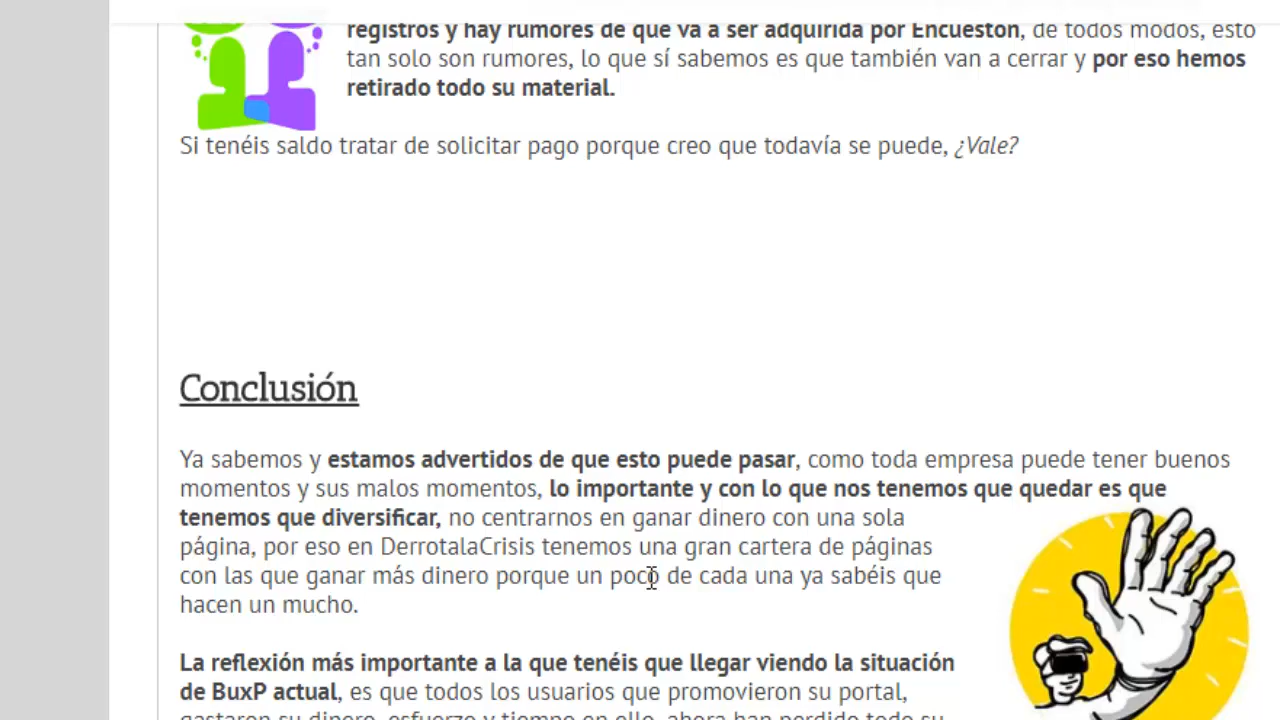 registros y hay rumores de que va a ser adquirida por Encueston, de todos modos, esto
tan solo son rumores, lo que sí sabemos es que también van a cerrar y por eso hemos
retirado todo su material.
Si tenéis saldo tratar de solicitar pago porque creo que todavía se puede, ¿Vale?
Conclusión
Ya sabemos y estamos advertidos de que esto puede pasar, como toda empresa puede tener buenos
momentos y sus malos momentos, lo importante y con lo que nos tenemos que quedar es que
tenemos que diversificar, no centrarnos en ganar dinero con una sola
página, por eso en DerrotalaCrisis tenemos una gran cartera de páginas
con las que ganar más dinero porque un poco de cada una ya sabéis que
hacen un mucho.
La reflexión más importante a la que tenéis que llegar viendo la situación
de BuxP actual, es que todos los usuarios que promovieron su portal,
gastaron su dinero, esfuerzo y tiempo en ello, ahora han perdido todo su